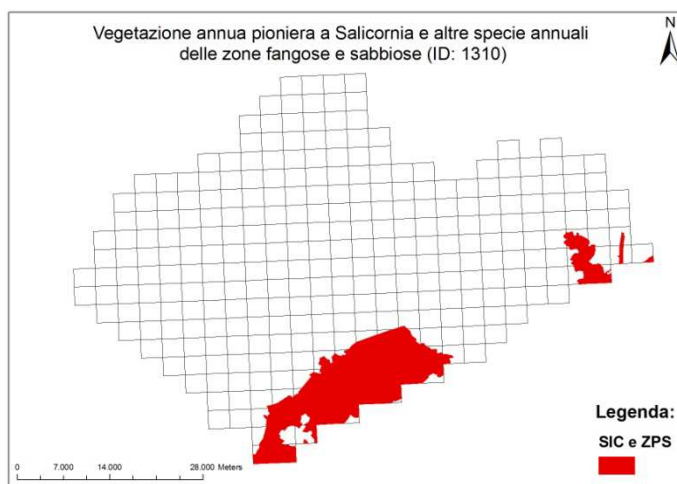 Vegetazione annua pioniera a Salicornia e altre specie annuali
delle zone fangose e sabbiose (ID: 1310)
N
Legenda:
SIC e ZPS
0 7.000 14.000 28.000 Meters